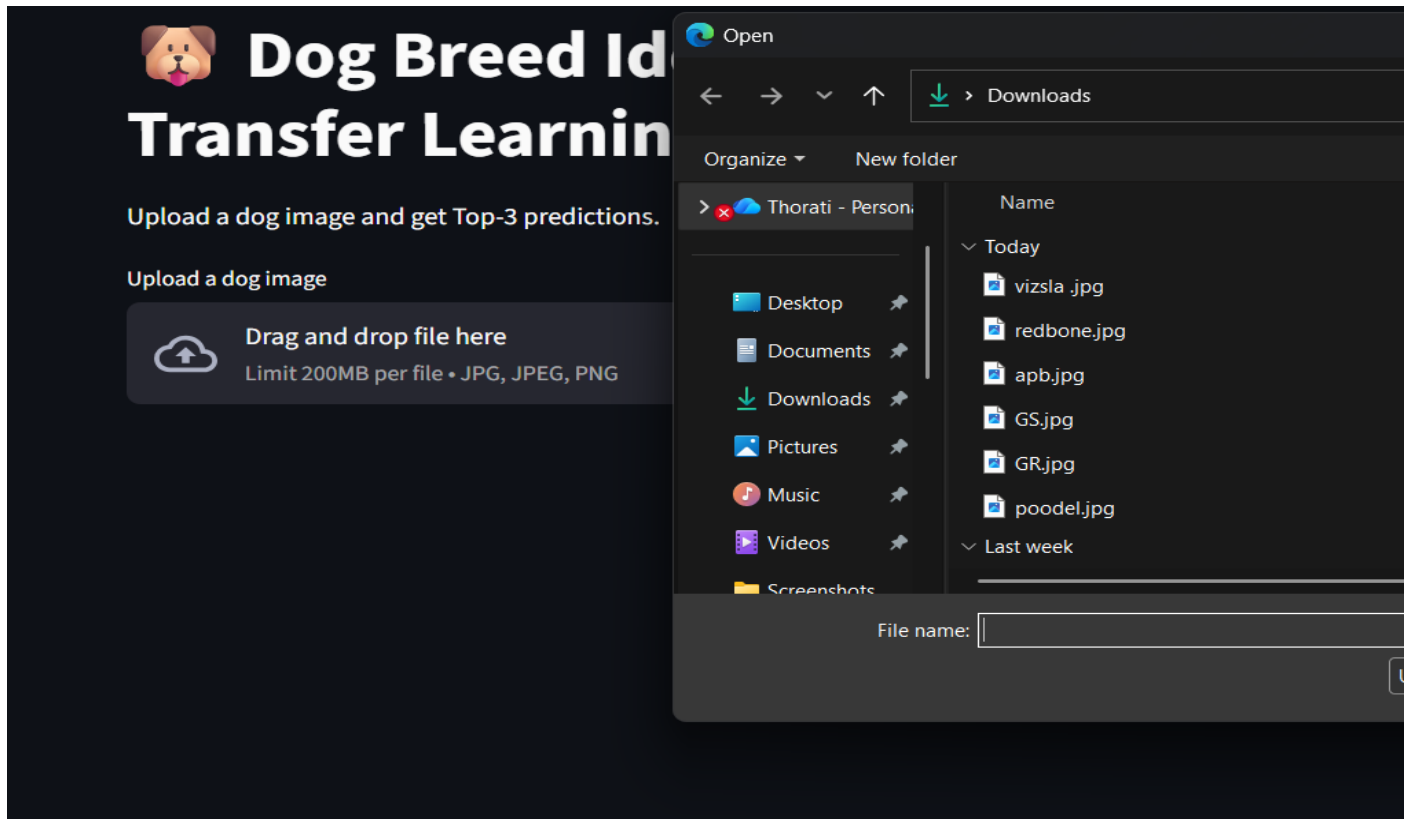 Dog Breed Id
Transfer Learnin
Upload a dog image and get Top-3 predictions.
Upload a dog image
Drag and drop file here
Limit 200MB per file • JPG, JPEG, PNG
Open
Downloads
Organize
New folder
Thorati - Person
Desktop
Documents
Downloads
Pictures
Music
Videos
Screenshots
Name
Today
vizsla .jpg
redbone.jpg
apb.jpg
GS.jpg
GR.jpg
poodel.jpg
Last week
File name: